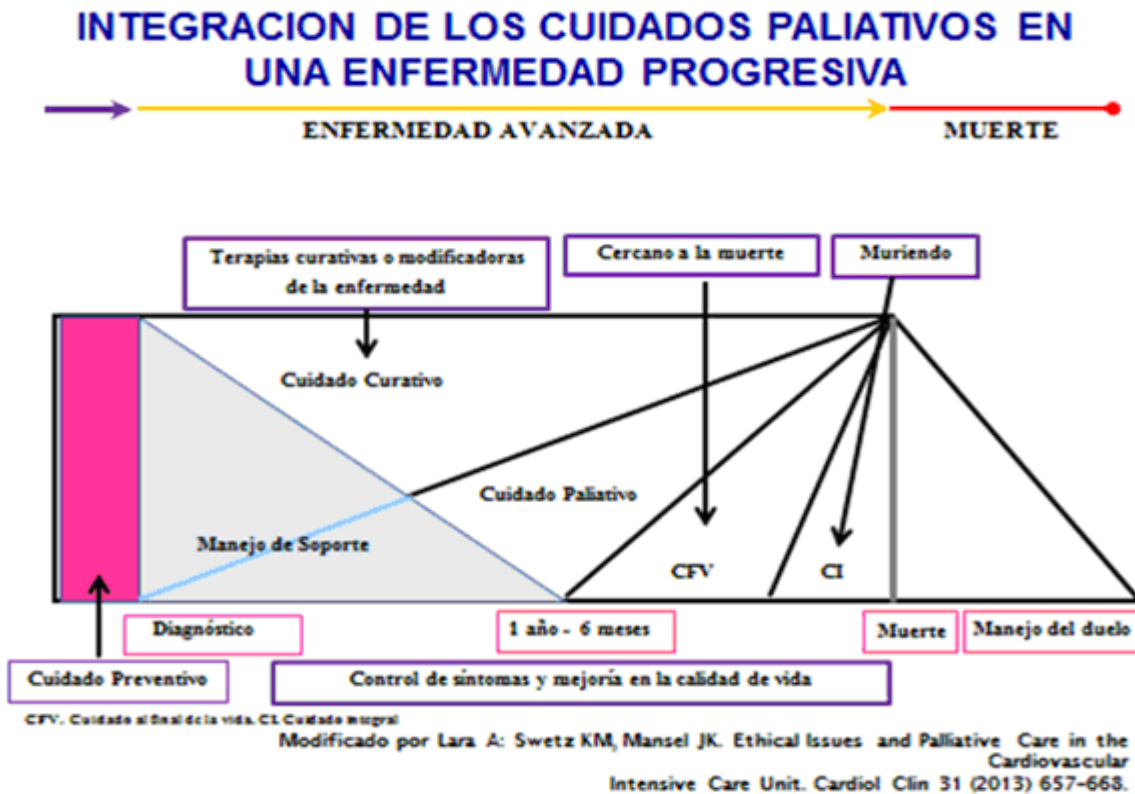 INTEGRACION DE LOS CUIDADOS PALIATIVOS EN
UNA ENFERMEDAD PROGRESIVA
ENFERMEDAD AVANZADA
MUERTE
Terapias curativas o modificadoras
de la enfermedad
Cercano a la muerte
Muriendo
Cuidado Curativo
Cuidado Paliativo
Manejo de Soporte
CFV
CI
Diagnóstico
1 año - 6 meses
Muerte
Manejo del duelo
Cuidado Preventivo
Control de síntomas y mejoría en la calidad de vida
CFV. Cuidado al final de la vida. CI. Cuidado integral
Modificado por Lara A: Swetz KM, Mansel JK. Ethical Issues and Palliative Care in the
Cardiovascular
Intensive Care Unit. Cardiol Clin 31 (2013) 657-668.